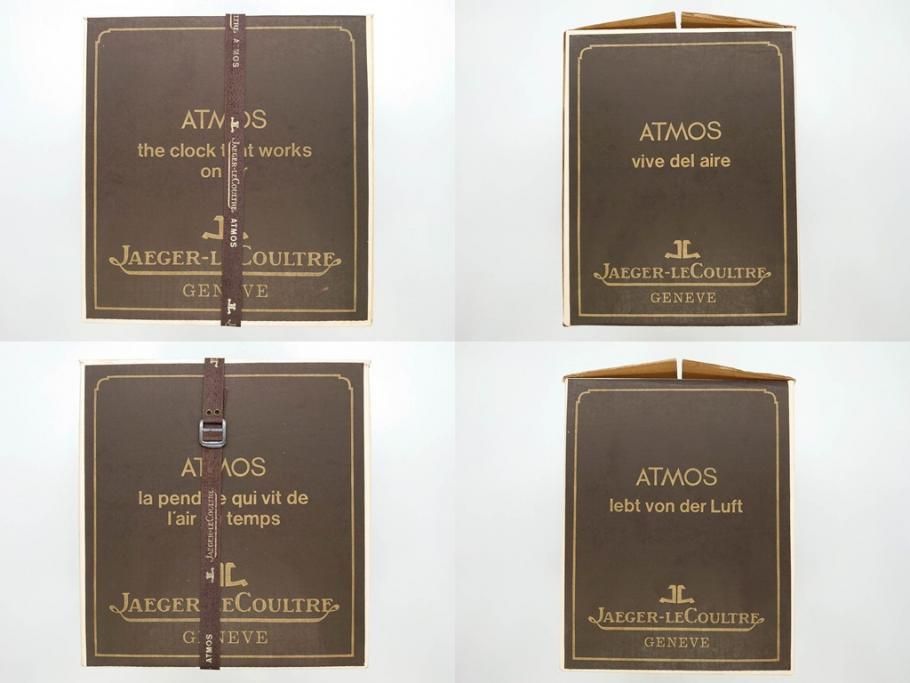 ATMOS
the clock t at works
on r
JAEGER-LECOULTRE
GENEVE
ATMOS
JAEGER-LECOULTRE
ATMOS
ATMOS
vive del aire
JAEGER-LECOULTRE
GENEVE
ATMOS
la pend e qui vit de
l'air temps
JAEGER LECOULTRE
GENEVE
JAEGER-LECOULTRE
ATMOS
ATMOS
lebt von der Luft
JAEGER-LECOULTRE
GENEVE